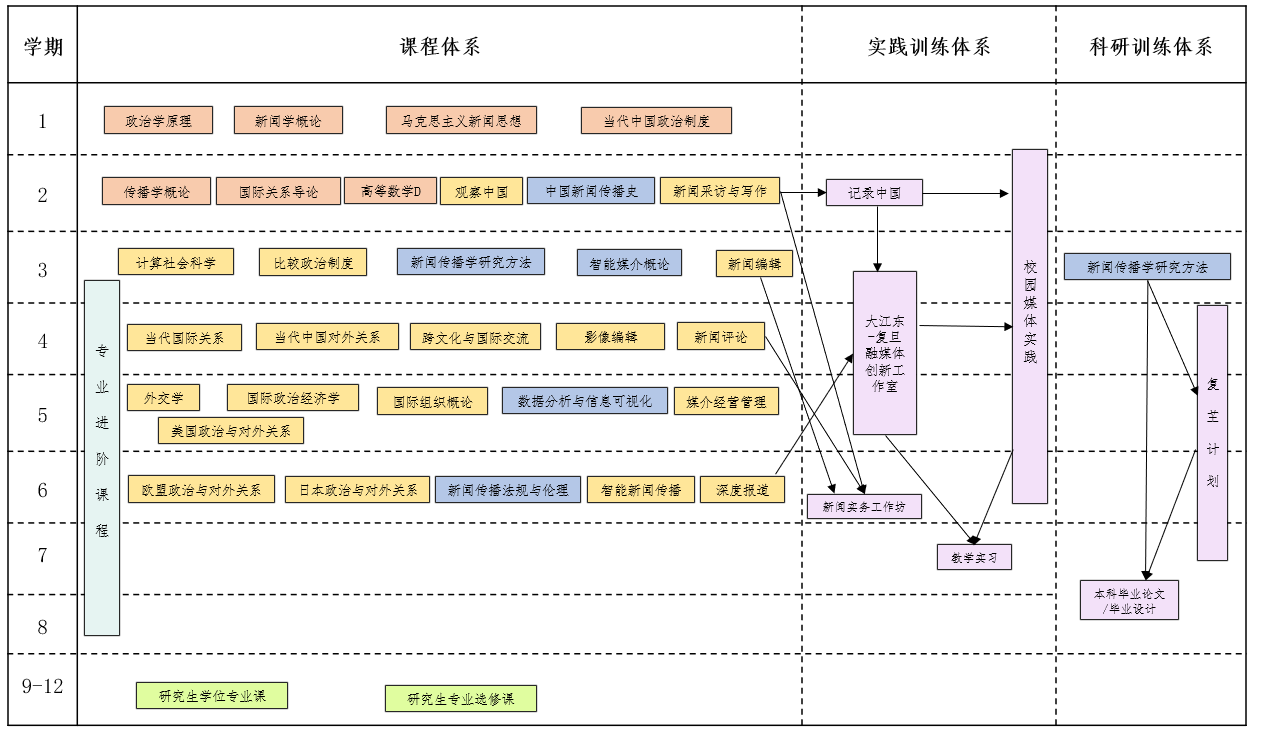 学期 课程体系 实践训练体系 科研训练体系
1 政治学原理 新闻学概论 马克思主义新闻思想 当代中国政治制度
2 传播学概论 国际关系导论 高等数学D 观察中国 中国新闻传播史 新闻采访与写作 记录中国
3 计算社会科学 比较政治制度 新闻传播学研究方法 智能媒介概论 新闻编辑 新闻传播学研究方法
4 当代国际关系 当代中国对外关系 跨文化与国际交流 影像编辑 新闻评论
5 外交学 国际政治经济学 国际组织概论 数据分析与信息可视化 媒介经营管理
美国政治与对外关系
6 欧盟政治与对外关系 日本政治与对外关系 新闻传播法规与伦理 智能新闻传播 深度报道
新闻实务工作坊
7 教学实习
8
9-12 研究生学位专业课 研究生专业选修课
专业进阶课程
大江东
-复旦
融媒体
创新工
作室
校园媒体实践
复荃计划
本科毕业论文
/毕业设计